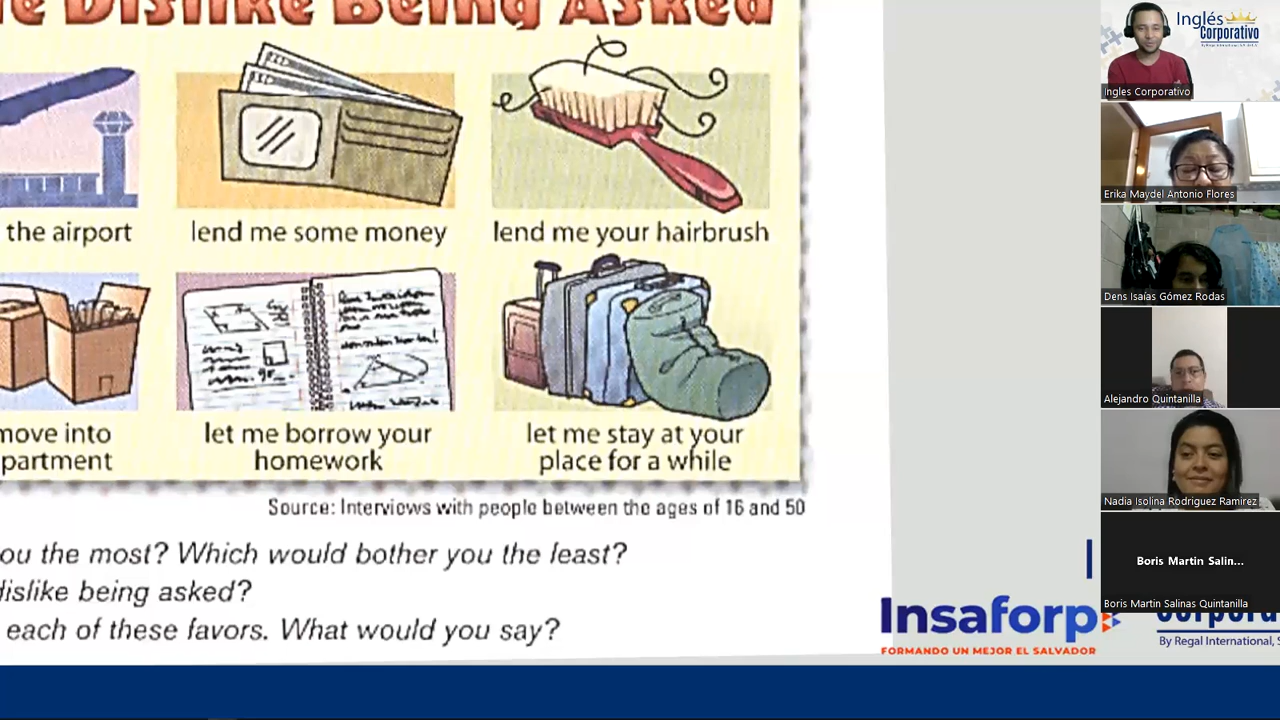 e Dislike Being Asked
the airport
lend me some money
lend me your hairbrush
move into
partment
let me borrow your
homework
let me stay at your
place for a while
Source: Interviews with people between the ages of 16 and 50
ou the most? Which would bother you the least?
dislike being asked?
each of these favors. What would you say?
Insaforp
FORMANDO UN MEJOR EL SALVADOR
Corpora
By Regal International, S
Inglés
Corporativo
Ingles Corporativo
Erika Maydel Antonio Flores
Dens Isaías Gómez Rodas
Alejandro Quintanilla
Nadia Isolina Rodriguez Ramirez
Boris Martin Salin...
Boris Martin Salinas Quintanilla